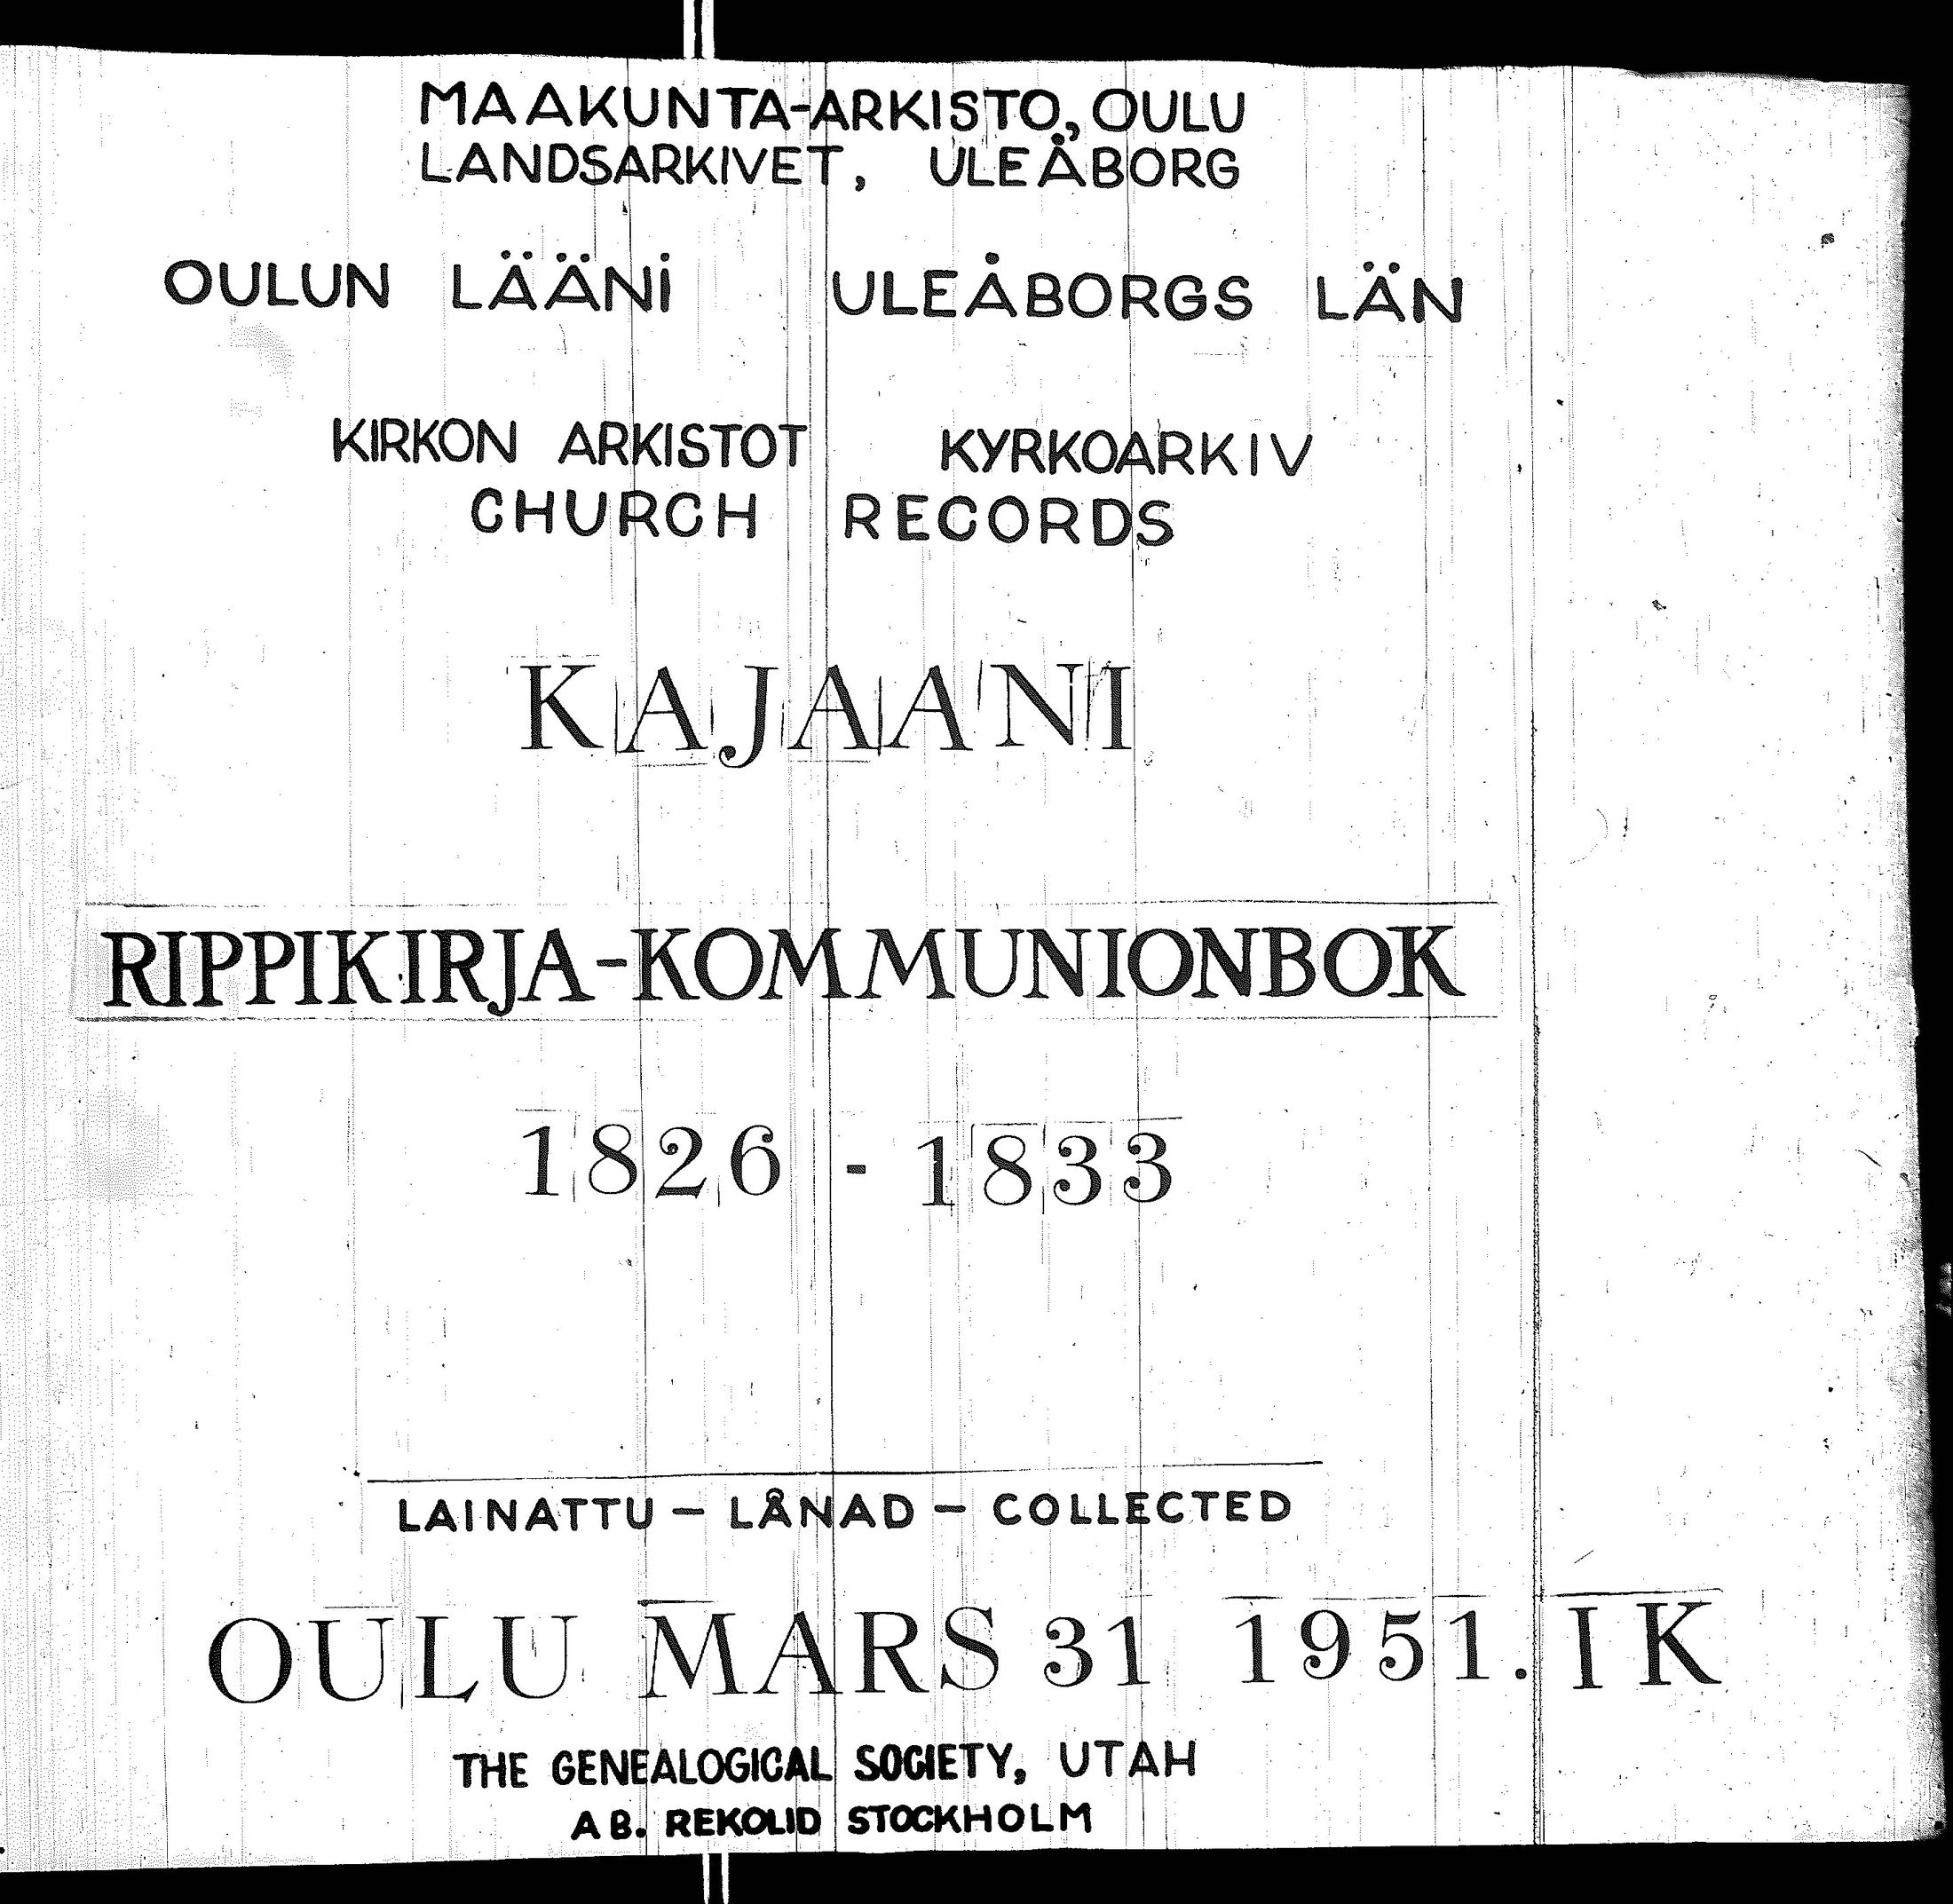 MAAKUNTA-ARKISTO, OULU
LANDSARKIVET, ULEÅBORG
OULUN LÄÄNI ULEÅBORGS LÄN
KIRKON ARKISTOT KYRKOARKIV
CHURCH RECORDS
KAJAANI
RIPPIKIRJA-KOMMUNIONBOK
1826 - 1833
LAINATTU - LÅNAD - COLLECTED
OULU MARS 31 1951. IK
THE GENEALOGICAL SOCIETY, UTAH
AB. REKOLID STOCKHOLM